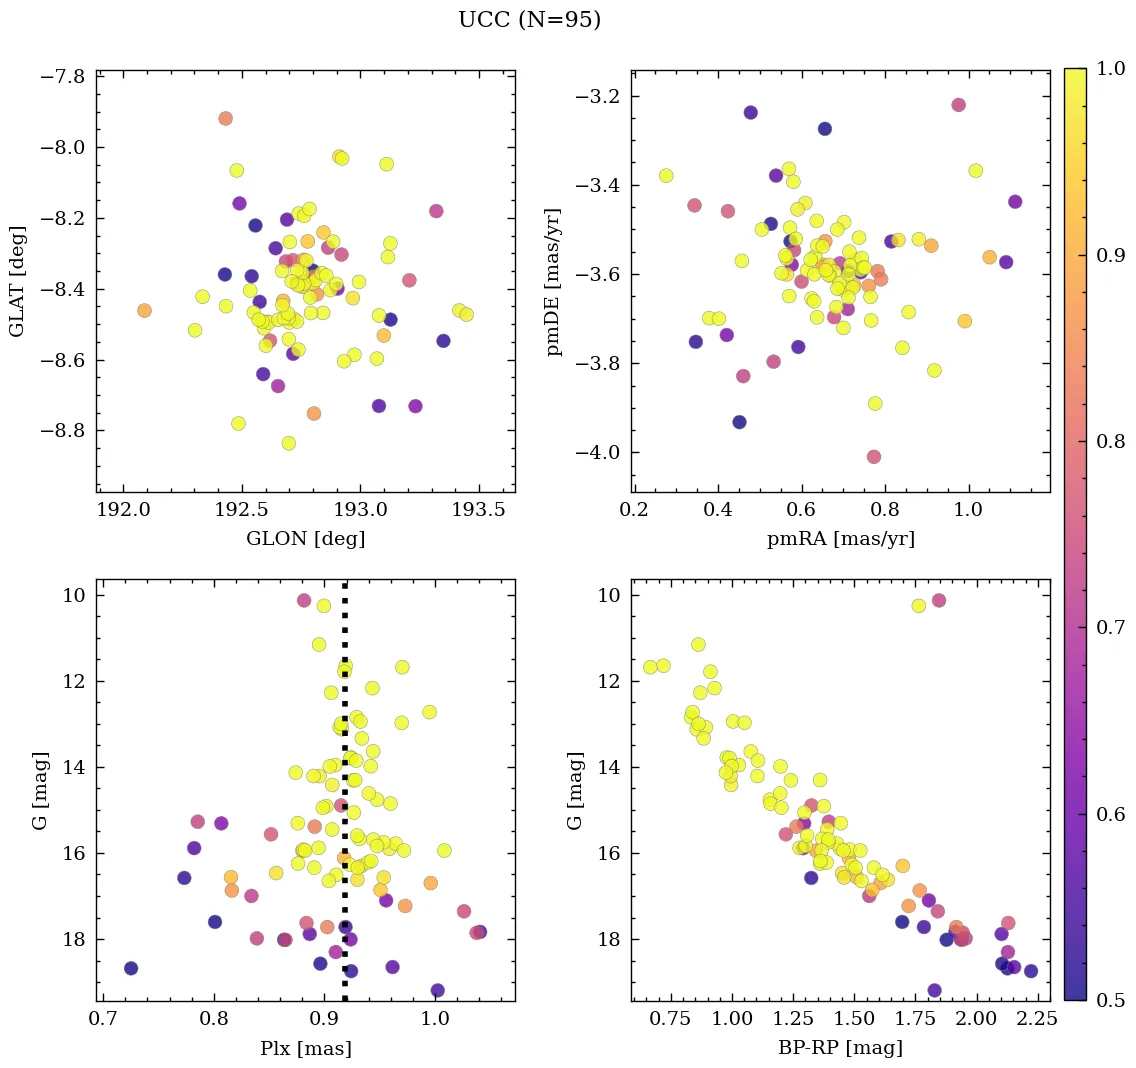 UCC (N=95)
−7.8
−8.0
−8.2
−8.4
−8.6
−8.8
GLAT [deg]
192.0 192.5 193.0 193.5
GLON [deg]
−3.2
−3.4
−3.6
−3.8
−4.0
pmDE [mas/yr]
0.2 0.4 0.6 0.8 1.0
pmRA [mas/yr]
10
12
14
16
18
G [mag]
0.7 0.8 0.9 1.0
Plx [mas]
10
12
14
16
18
G [mag]
0.75 1.00 1.25 1.50 1.75 2.00 2.25
BP-RP [mag]
1.0
0.9
0.8
0.7
0.6
0.5